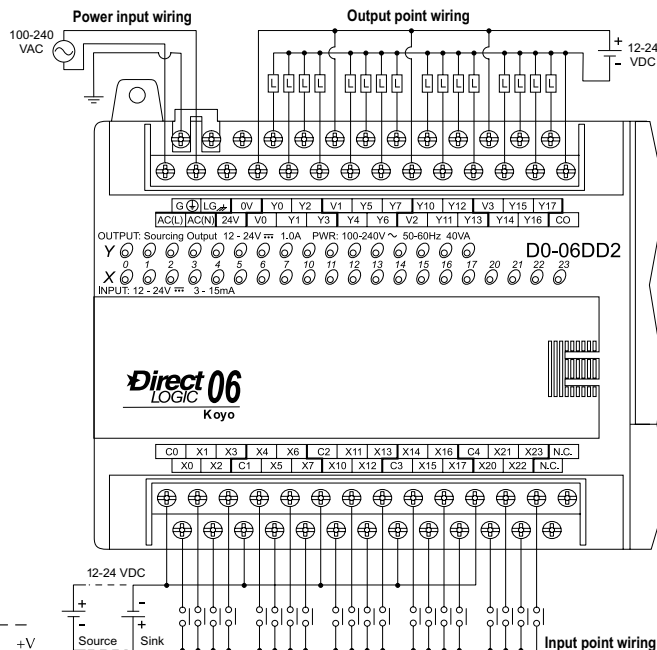 Power input wiring
Output point wiring
100-240
VAC
12-24
VDC
+
-
L L L L L L L L L L L L L L L L
G LG 0V Y0 Y2 V1 Y5 Y7 Y10 Y12 V3 Y15 Y17
AC(L) AC(N) 24V V0 Y1 Y3 Y4 Y6 V2 Y11 Y13 Y14 Y16 CO
OUTPUT: Sourcing Output 12 - 24V ⎓ 1.0A PWR: 100-240V ~ 50-60Hz 40VA
Y
D0-06DD2
0 1 2 3 4 5 6 7 10 11 12 13 14 15 16 17 20 21 22 23
X
INPUT: 12 - 24V ⎓ 3 - 15mA
Direct 06
LOGIC
Koyo
C0 X1 X3 X4 X6 C2 X11 X13 X14 X16 C4 X21 X23 N.C.
X0 X2 C1 X5 X7 X10 X12 C3 X15 X17 X20 X22 N.C.
12-24 VDC
+ -
- +
+V
Source
Sink
Input point wiring